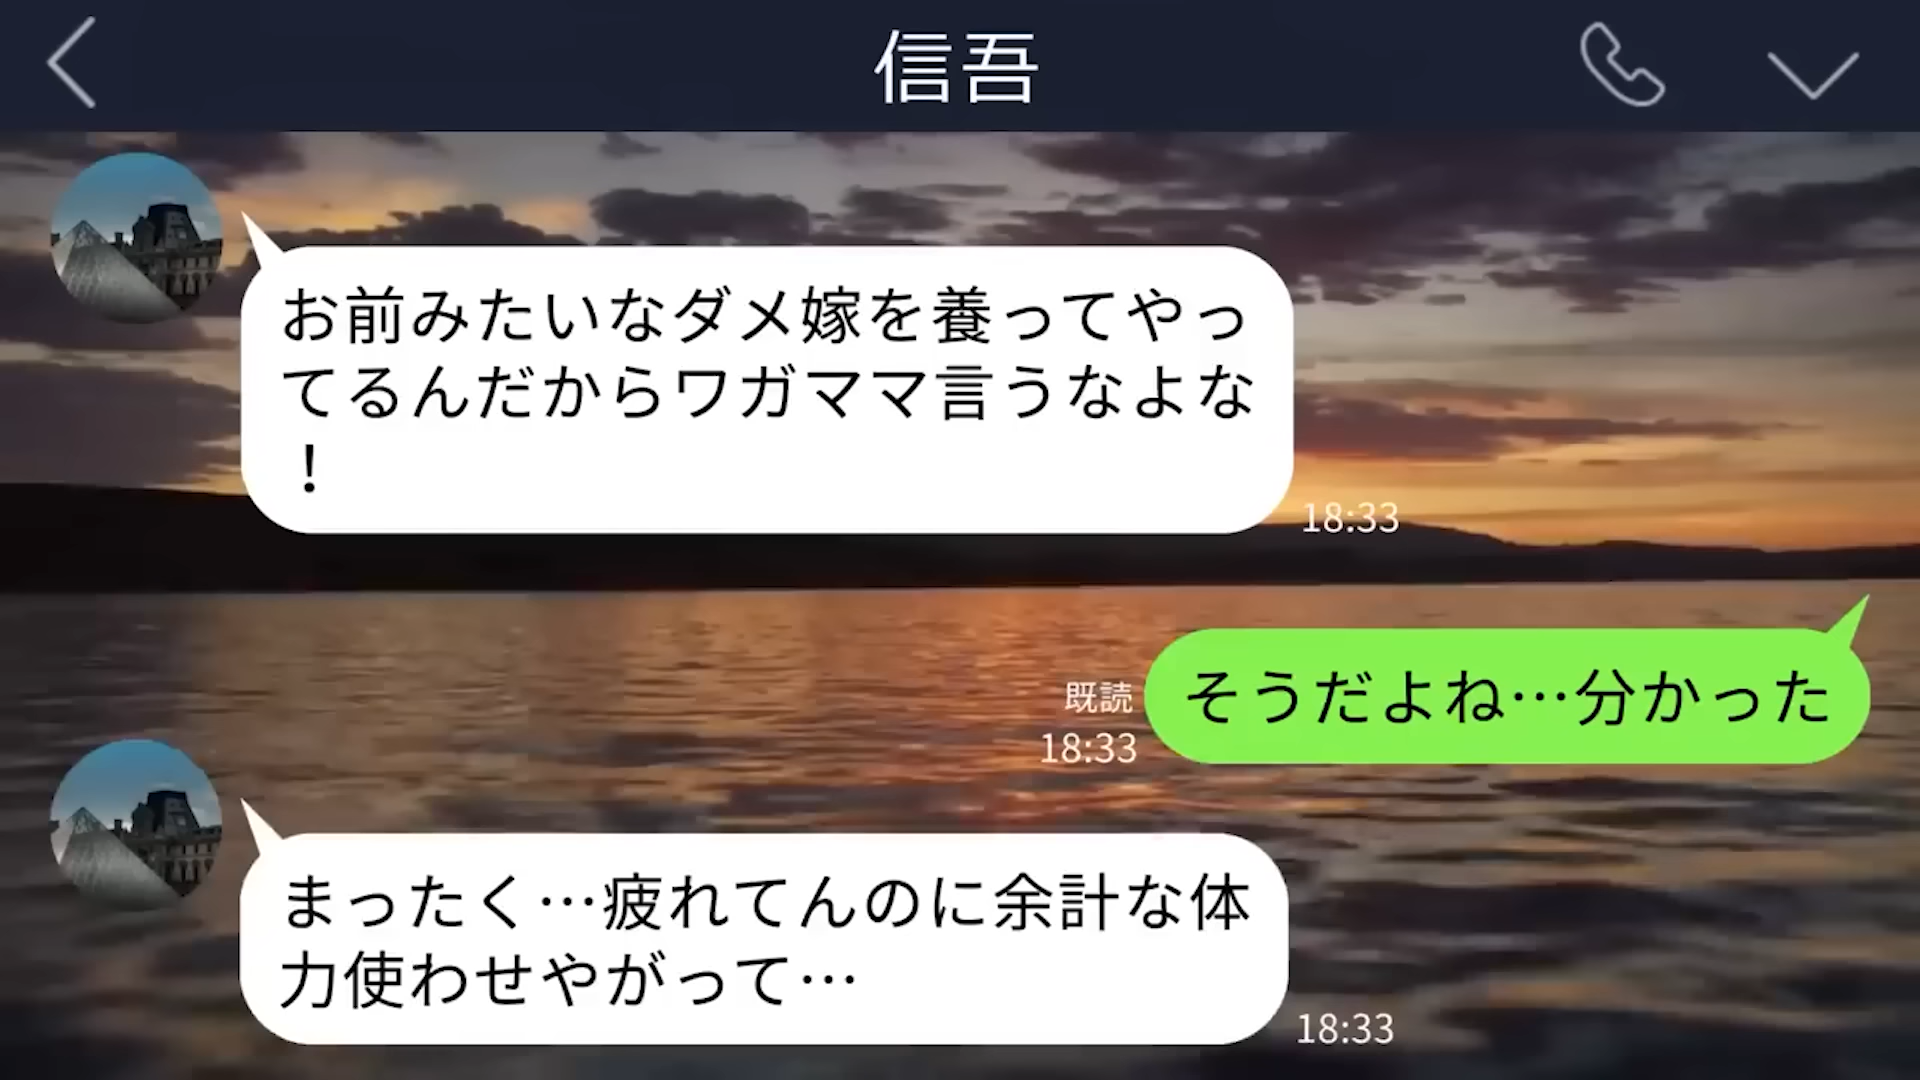 信吾
お前みたいなダメ嫁を養ってやっ
てるんだからワガママ言うなよな
！
18:33
そうだよね…分かった
既読
18:33
まったく…疲れてんのに余計な体
力使わせやがって…
18:33